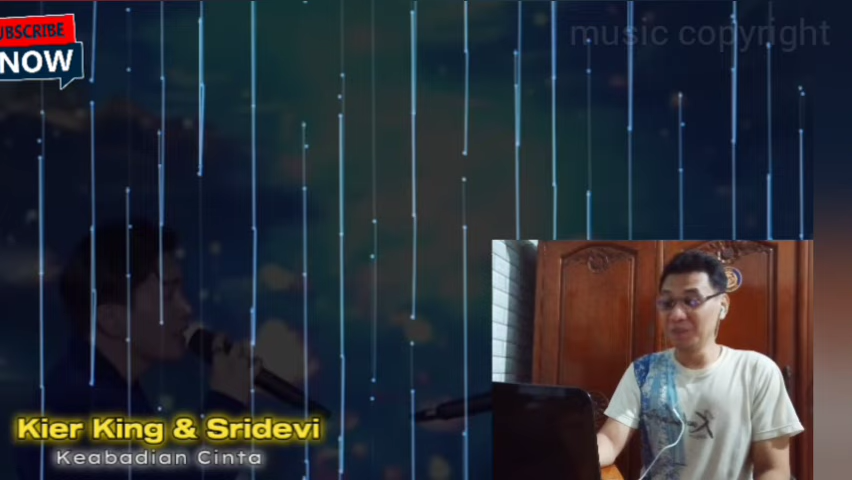 SUBSCRIBE
NOW
music copyright
Kier King & Sridevi
Keabadian Cinta